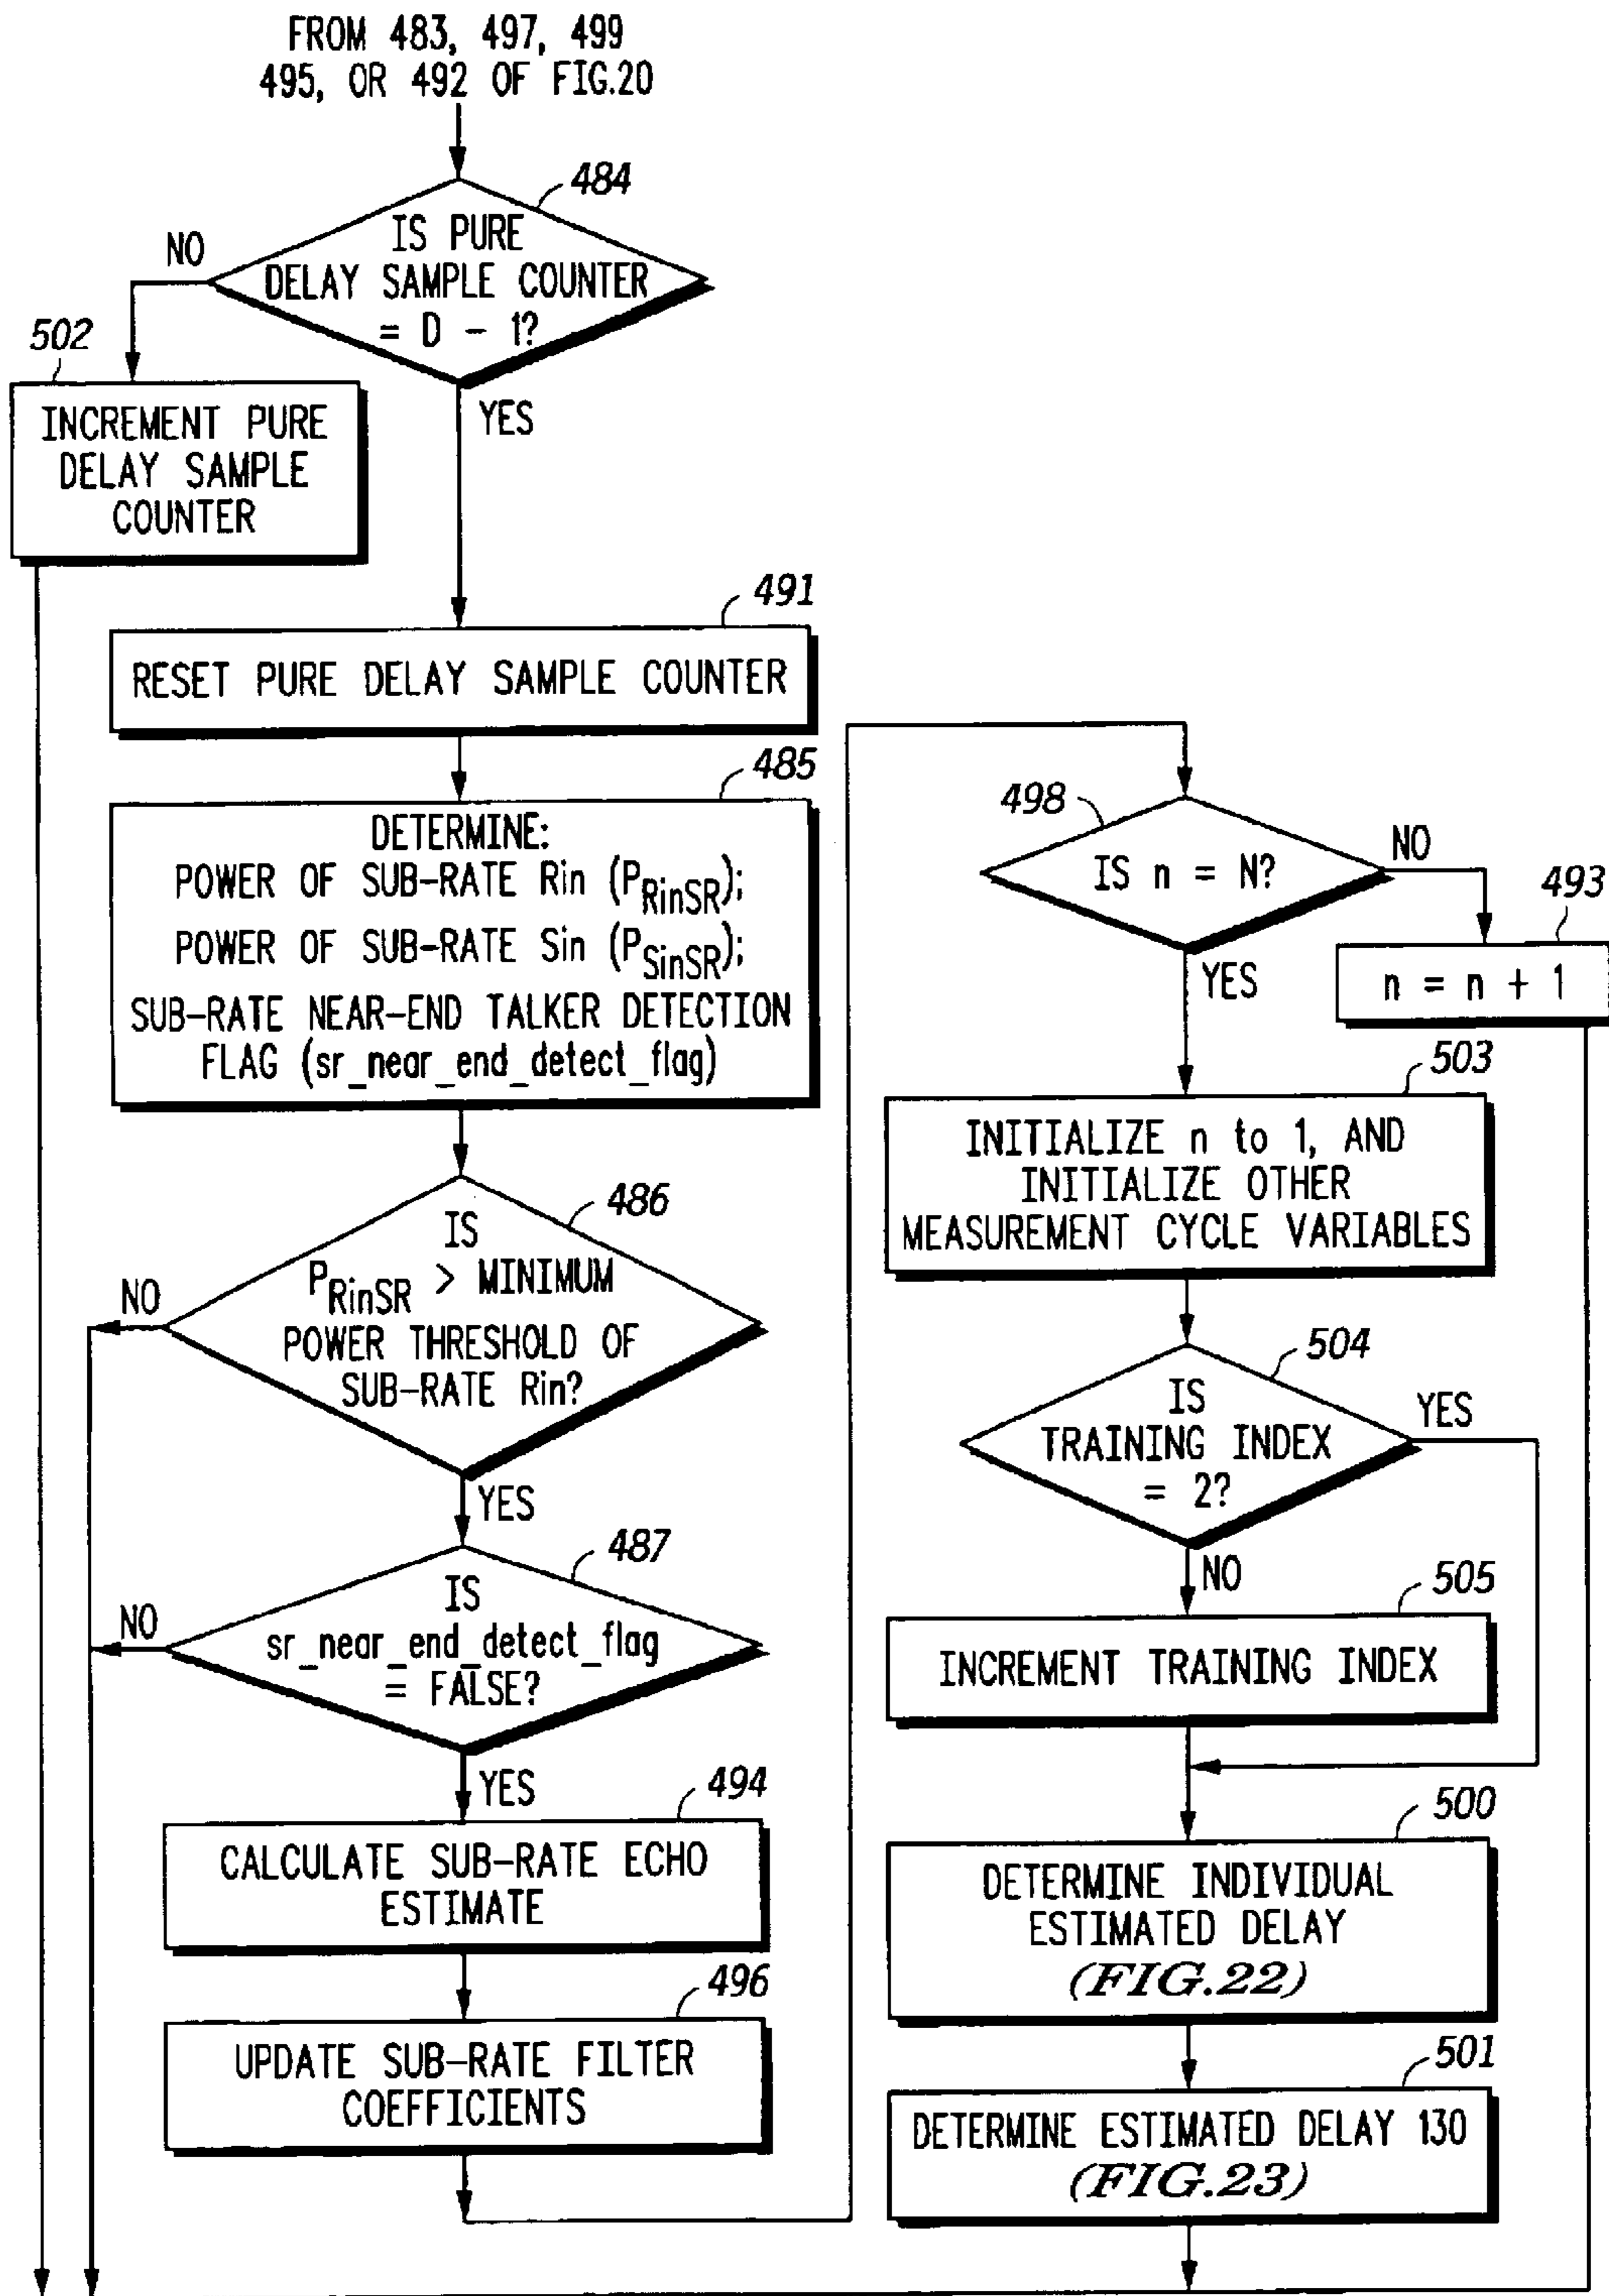 FROM 483, 497, 499
495, OR 492 OF FIG.20
484
IS PURE
DELAY SAMPLE COUNTER
= D - 1?
NO
YES
502
INCREMENT PURE
DELAY SAMPLE
COUNTER
491
RESET PURE DELAY SAMPLE COUNTER
485
DETERMINE:
POWER OF SUB-RATE Rin (PRinSR);
POWER OF SUB-RATE Sin (PSinSR);
SUB-RATE NEAR-END TALKER DETECTION
FLAG (sr_near_end_detect_flag)
486
IS
PRinSR > MINIMUM
POWER THRESHOLD OF
SUB-RATE Rin?
NO
YES
487
IS
sr_near_end_detect_flag
= FALSE?
NO
YES
494
CALCULATE SUB-RATE ECHO
ESTIMATE
496
UPDATE SUB-RATE FILTER
COEFFICIENTS
498
IS n = N?
NO
YES
493
n = n + 1
503
INITIALIZE n to 1, AND
INITIALIZE OTHER
MEASUREMENT CYCLE VARIABLES
504
IS
TRAINING INDEX
= 2?
YES
NO
505
INCREMENT TRAINING INDEX
500
DETERMINE INDIVIDUAL
ESTIMATED DELAY
(FIG.22)
501
DETERMINE ESTIMATED DELAY 130
(FIG.23)